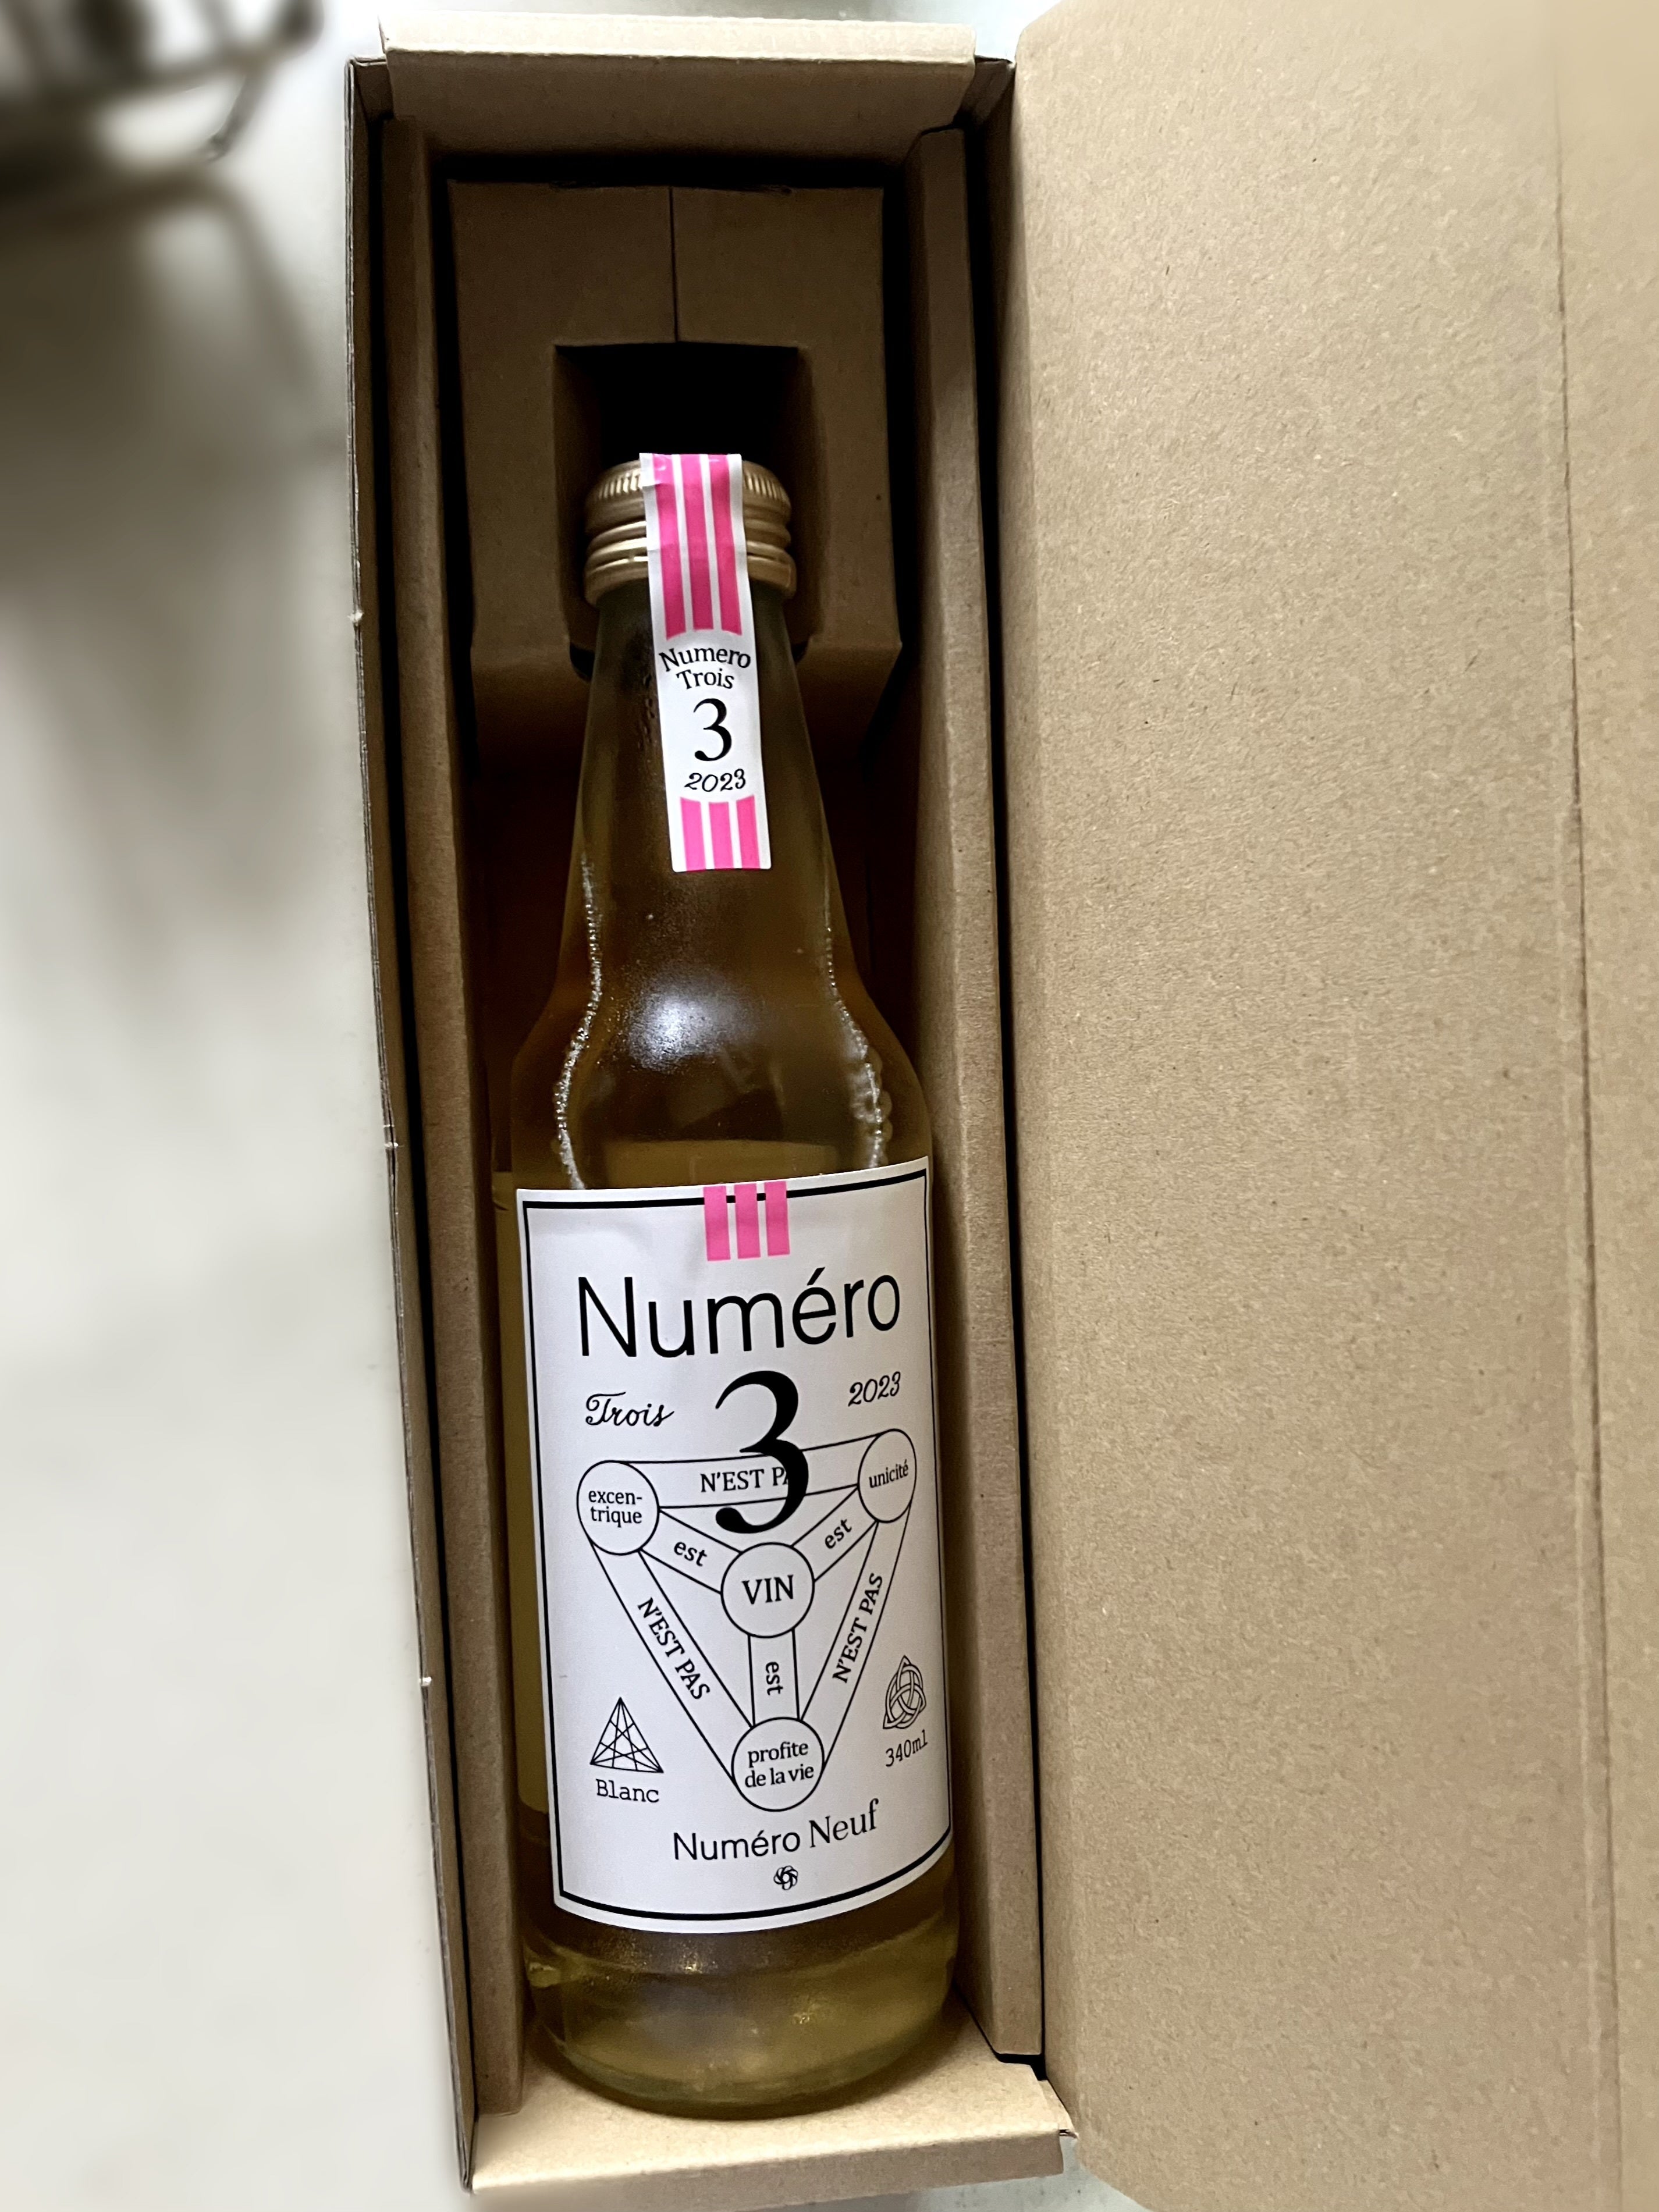 Numero
Trois
3
2023
Numéro
Trois
3
2023
N'EST PAS
excen-
trique
unicité
est
est
VIN
N'EST PAS
N'EST PAS
est
profite
de la vie
Blanc
340ml
Numéro Neuf